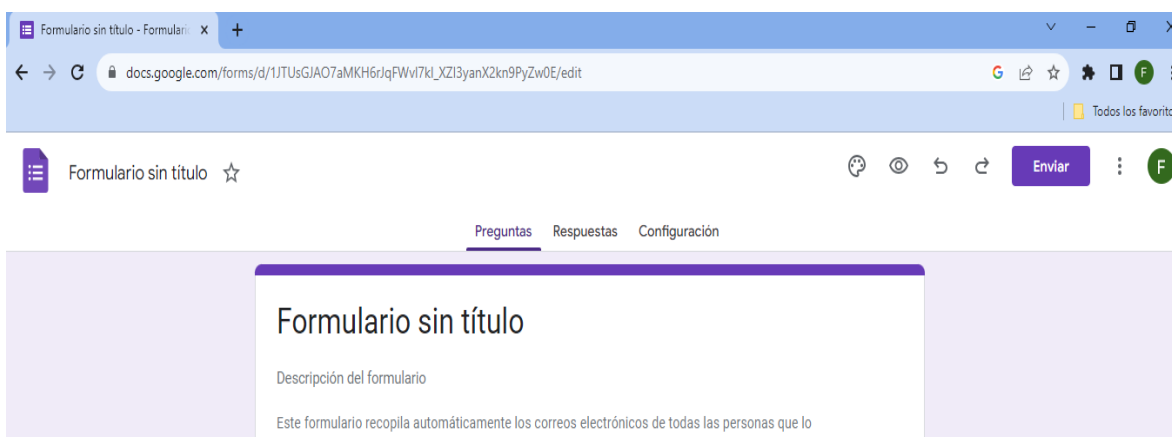 Formulario sin título - Formulari
docs.google.com/forms/d/1JTUsGJAO7aMKH6rJqFWvI7kI_XZI3yanX2kn9PyZw0E/edit
G
F
Todos los favorito
Formulario sin título
Enviar
F
Preguntas Respuestas Configuración
Formulario sin título
Descripción del formulario
Este formulario recopila automáticamente los correos electrónicos de todas las personas que lo